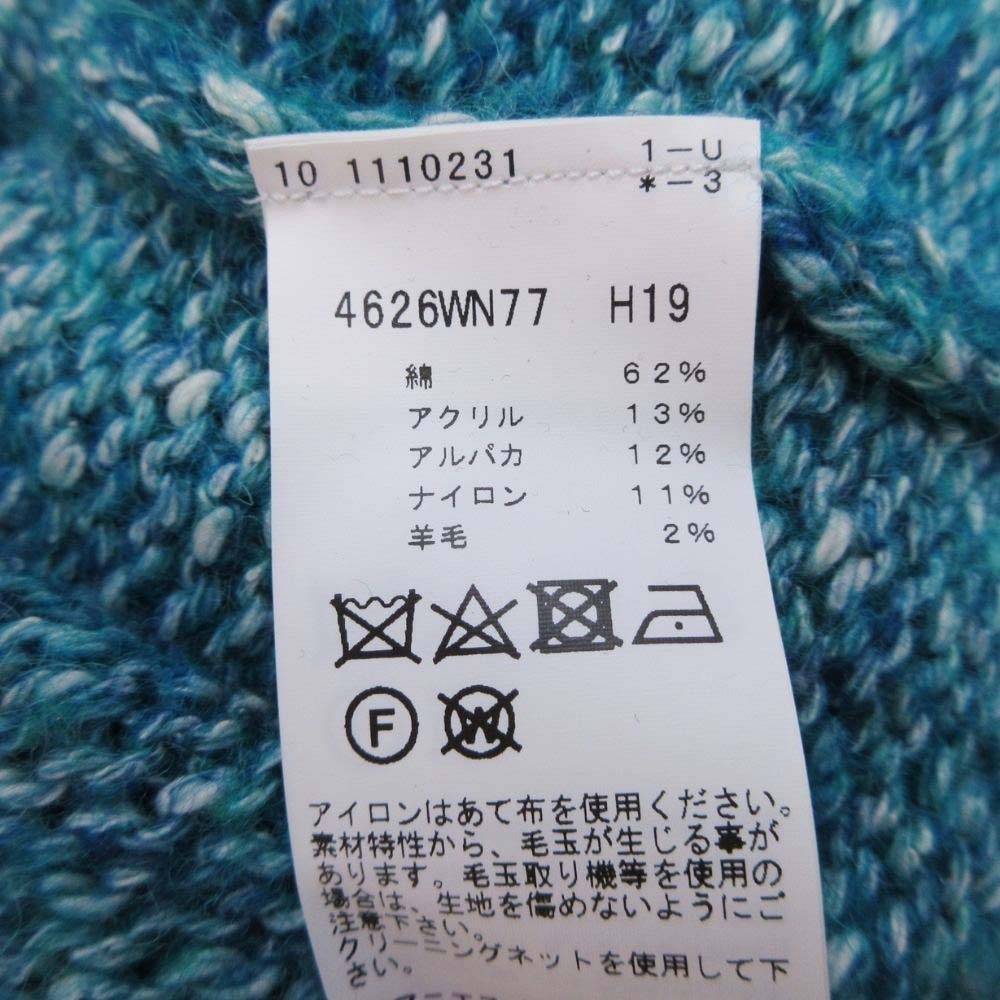 10 1110231 1-U
*-3
4626WN77 H19
綿 62%
アクリル 13%
アルパカ 12%
ナイロン 11%
羊毛 2%
F W
アイロンはあて布を使用ください。
素材特性から、毛玉が生じる事が
あります。毛玉取り機等を使用の
場合は、生地を傷めないようにご
注意下さい。
クリーニングネットを使用して下
さい。